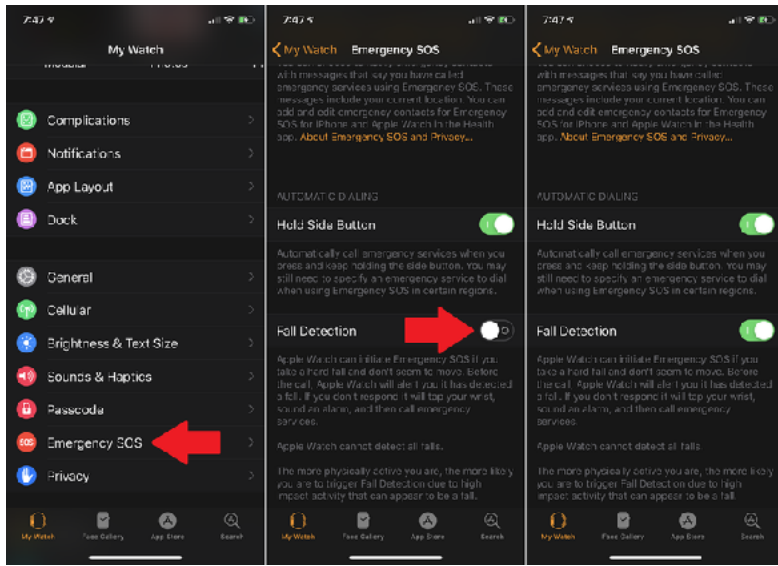 7:47
My Watch
Complications
Notifications
App Layout
Dock
General
Cellular
Brightness & Text Size
Sounds & Haptics
Passcode
SOS Emergency SOS
Privacy
My Watch Face Gallery App Store Search
7:47
My Watch Emergency SOS
with messages that say you have called
emergency services using Emergency SOS. These
messages include your current location. You can
add and edit emergency contacts for Emergency
SOS for iPhone and Apple Watch in the Health
app. About Emergency SOS and Privacy...
AUTOMATIC DIALING
Hold Side Button
Automatically call emergency services when you
press and keep holding the side button. You may
still need to specify an emergency service to dial
when using Emergency SOS in certain regions.
Fall Detection
Apple Watch can initiate Emergency SOS if you
take a hard fall and don't seem to move. Before
the call, Apple Watch will alert you it has detected
a fall. If you don't respond it will tap your wrist,
sound an alarm, and then call emergency
services.
Apple Watch cannot detect all falls.
The more physically active you are, the more likely
you are to trigger Fall Detection due to high
impact activity that can appear to be a fall.
My Watch Face Gallery App Store Search
7:47
My Watch Emergency SOS
with messages that say you have called
emergency services using Emergency SOS. These
messages include your current location. You can
add and edit emergency contacts for Emergency
SOS for iPhone and Apple Watch in the Health
app. About Emergency SOS and Privacy...
AUTOMATIC DIALING
Hold Side Button
Automatically call emergency services when you
press and keep holding the side button. You may
still need to specify an emergency service to dial
when using Emergency SOS in certain regions.
Fall Detection
Apple Watch can initiate Emergency SOS if you
take a hard fall and don't seem to move. Before
the call, Apple Watch will alert you it has detected
a fall. If you don't respond it will tap your wrist,
sound an alarm, and then call emergency
services.
Apple Watch cannot detect all falls.
The more physically active you are, the more likely
you are to trigger Fall Detection due to high
impact activity that can appear to be a fall.
My Watch Face Gallery App Store Search